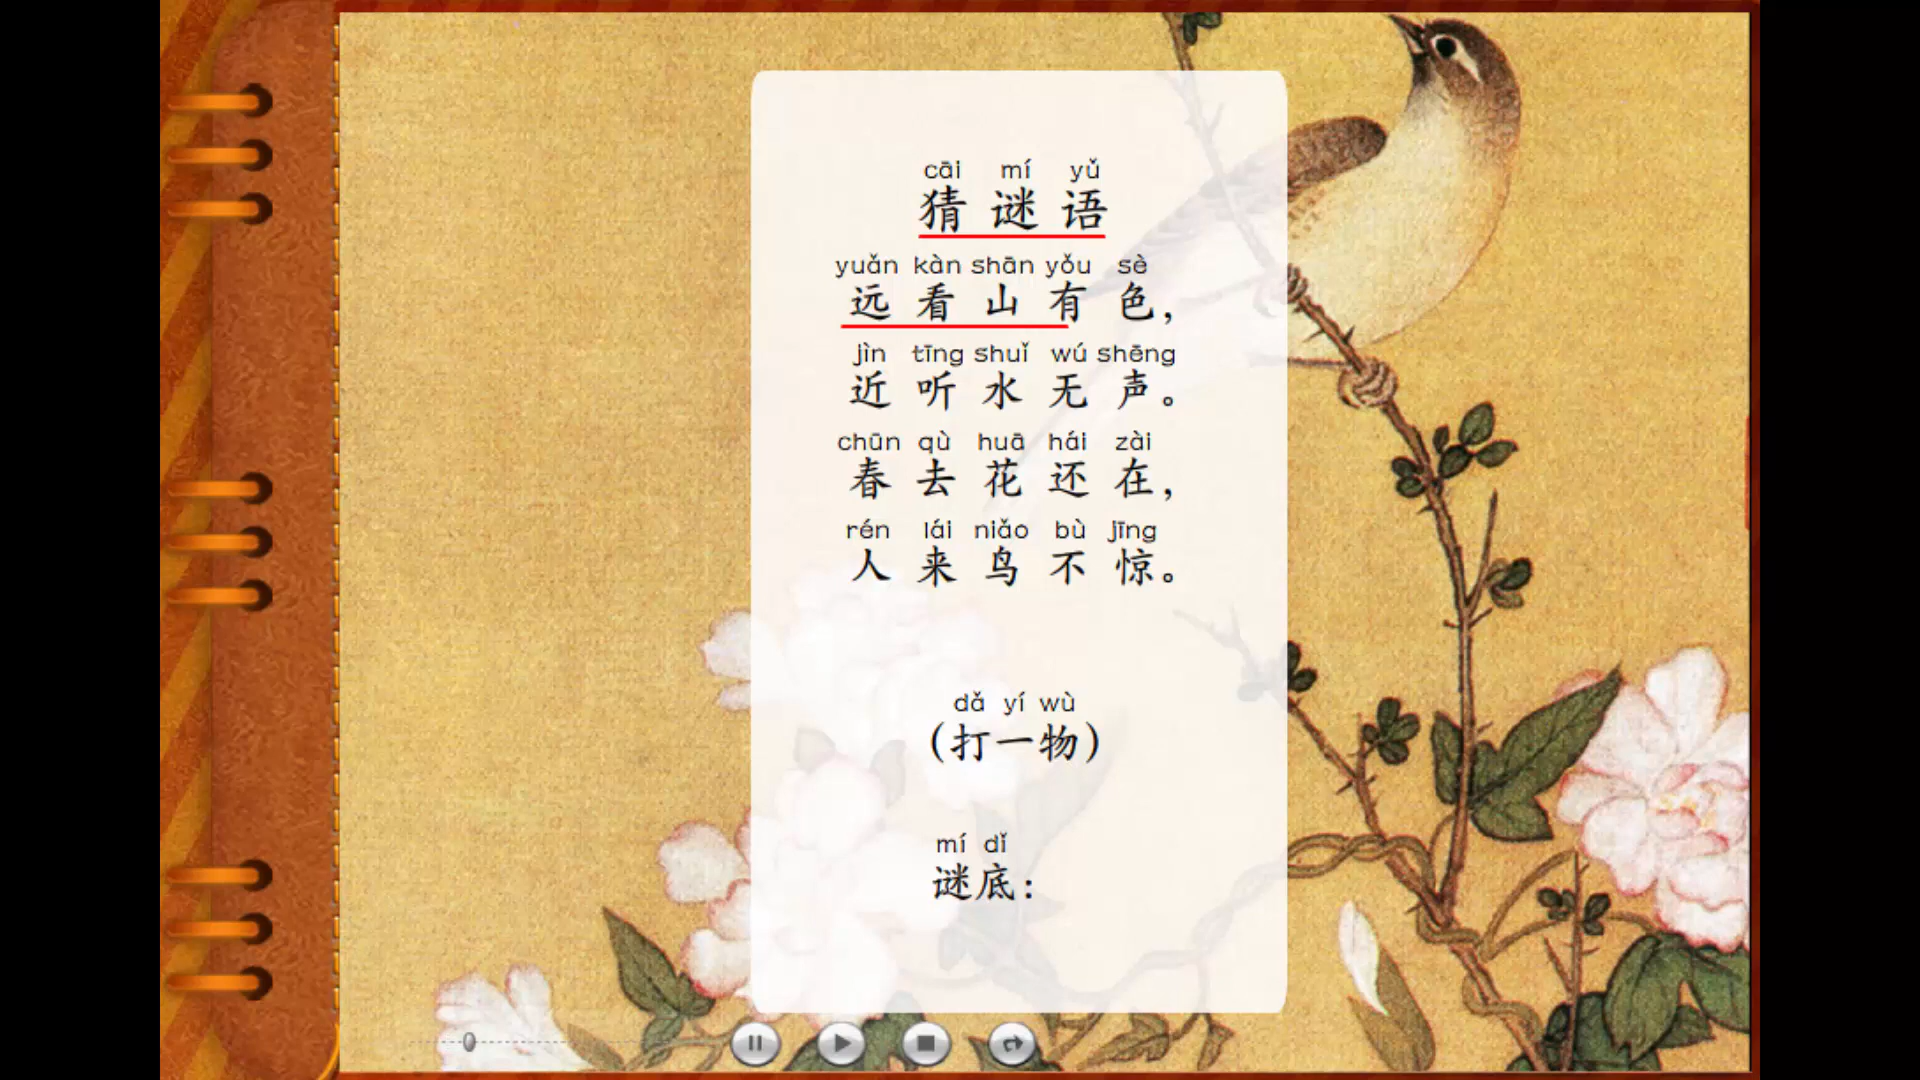 cāi mí yǔ
猜谜语
yuǎn kàn shān yǒu sè
远看山有色，
jìn tīng shuǐ wú shēng
近听水无声。
chūn qù huā hái zài
春去花还在，
rén lái niǎo bù jīng
人来鸟不惊。
dǎ yí wù
（打一物）
mí dǐ
谜底：